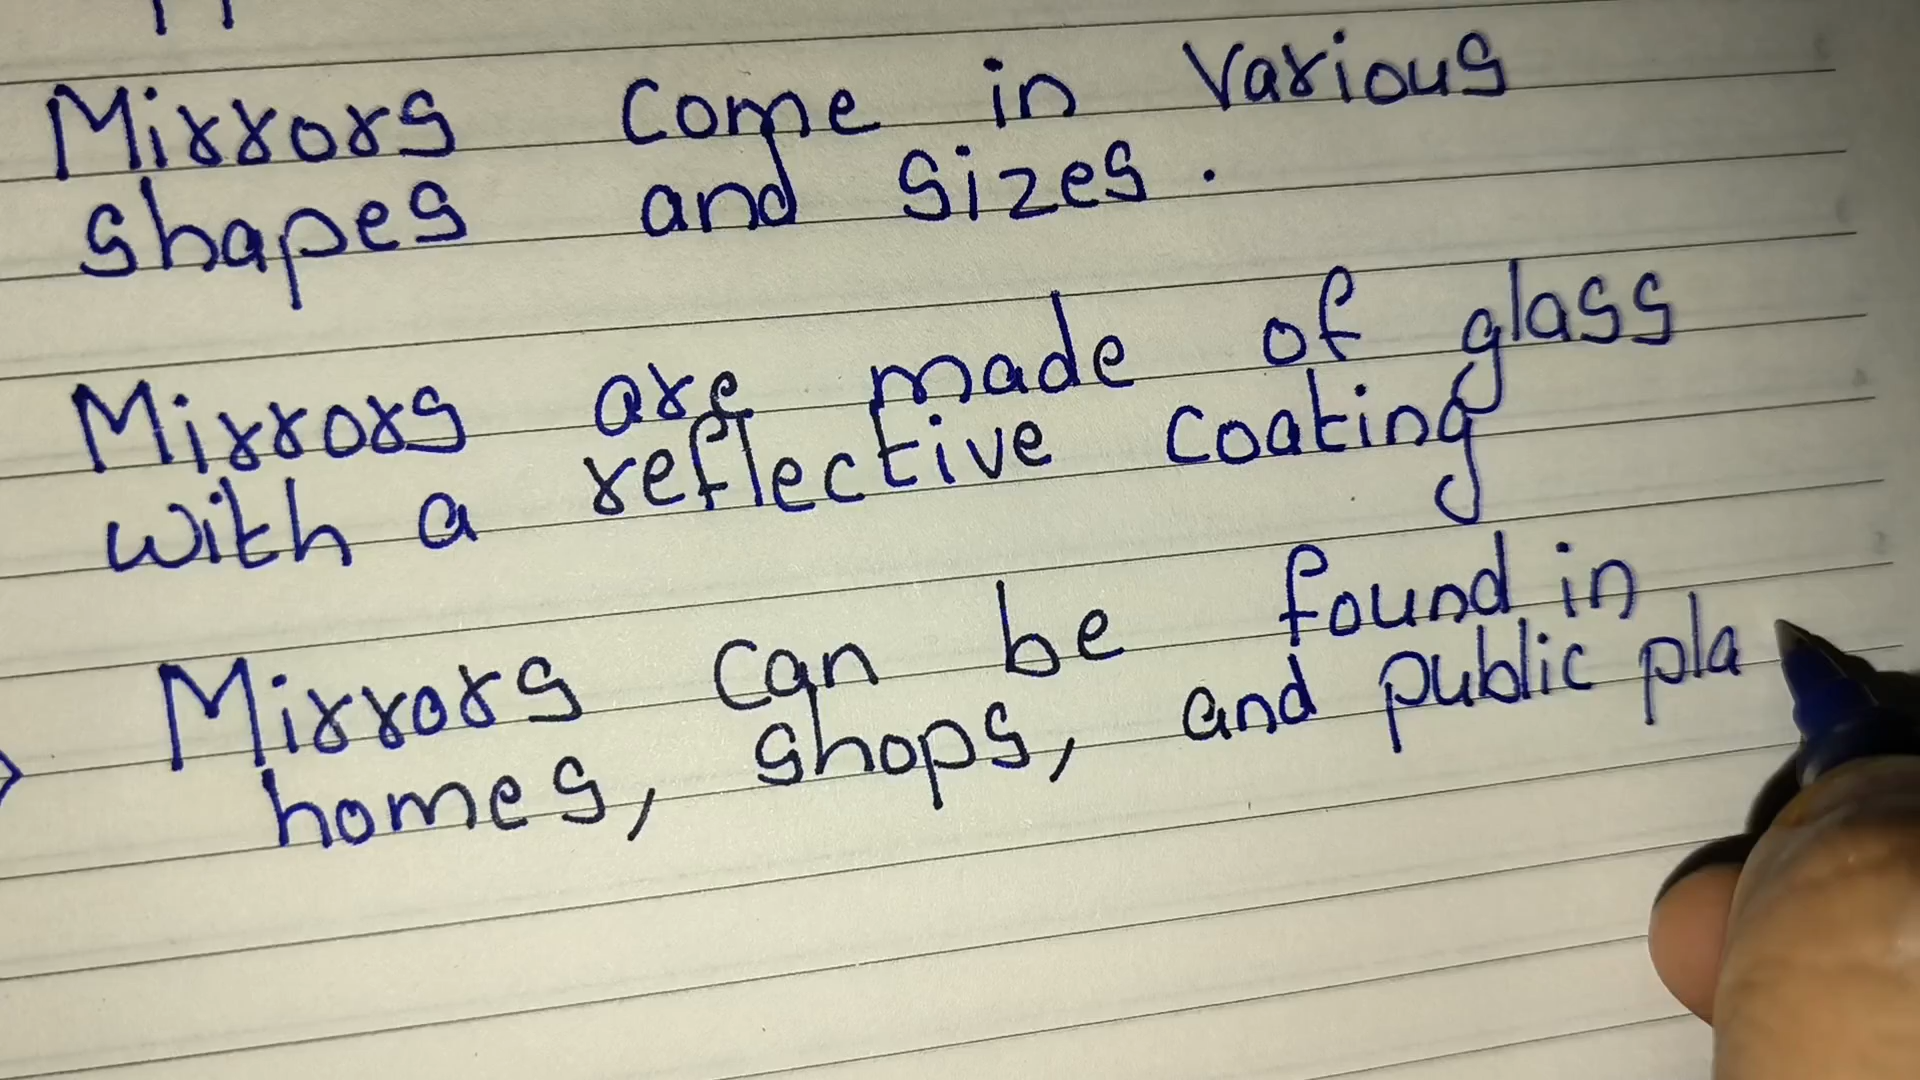 Mirrors come in various
shapes and sizes.
Mirrors are made of glass
with a reflective coating
Mirrors can be found in
homes, shops, and public pla